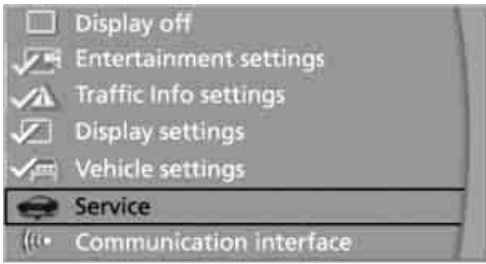 Display off
Entertainment settings
Traffic Info settings
Display settings
Vehicle settings
Service
Communication interface